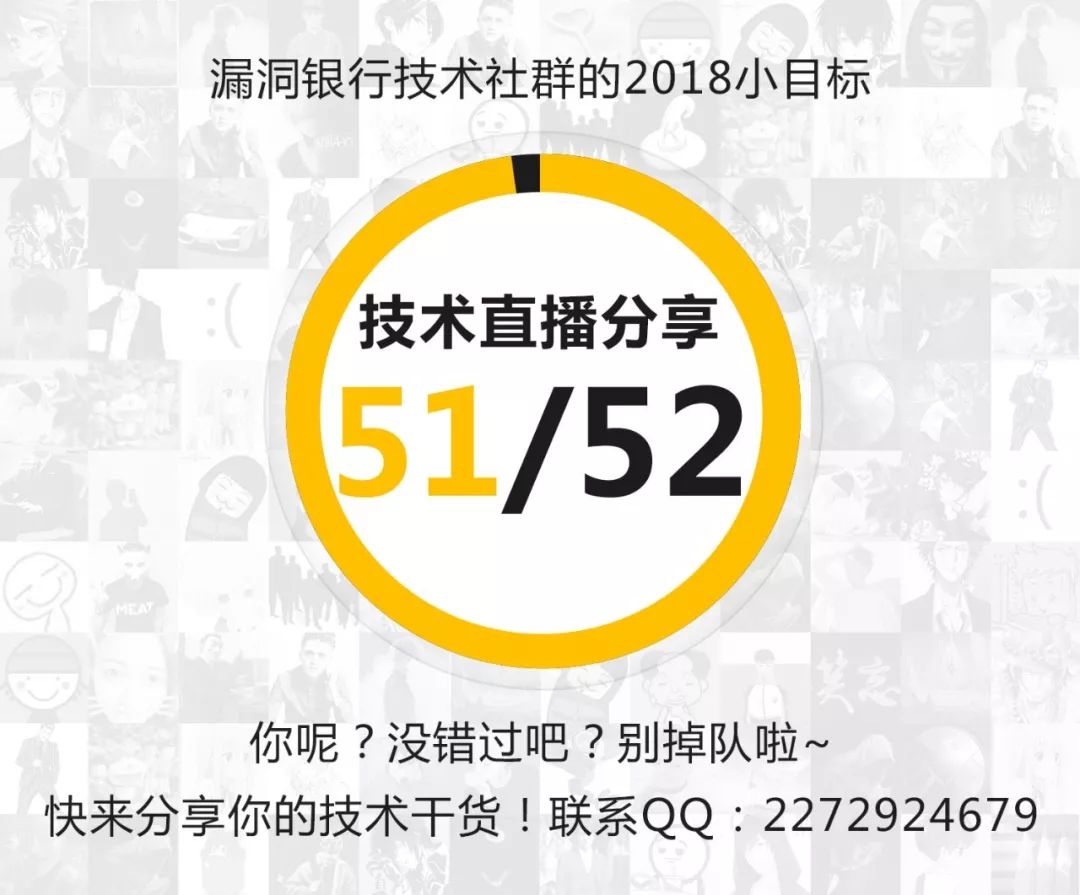 漏洞银行技术社群的2018小目标
技术直播分享
51/52
你呢？没错过吧？别掉队啦~
快来分享你的技术干货！联系QQ：2272924679
MEAT